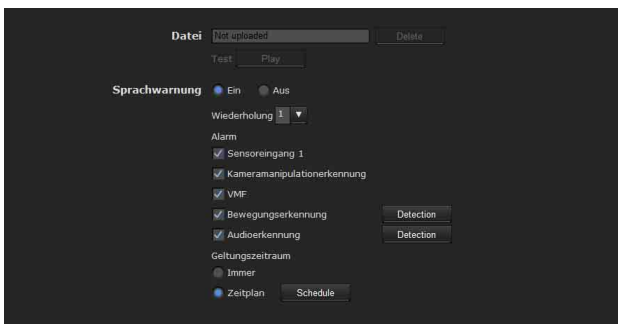 Datei Not uploaded Delete
Test Play
Sprachwarnung Ein Aus
Wiederholung 1
Alarm
Sensoreingang 1
Kameramanipulationerkennung
VMF
Bewegungserkennung Detection
Audioerkennung Detection
Geltungszeitraum
Immer
Zeitplan Schedule